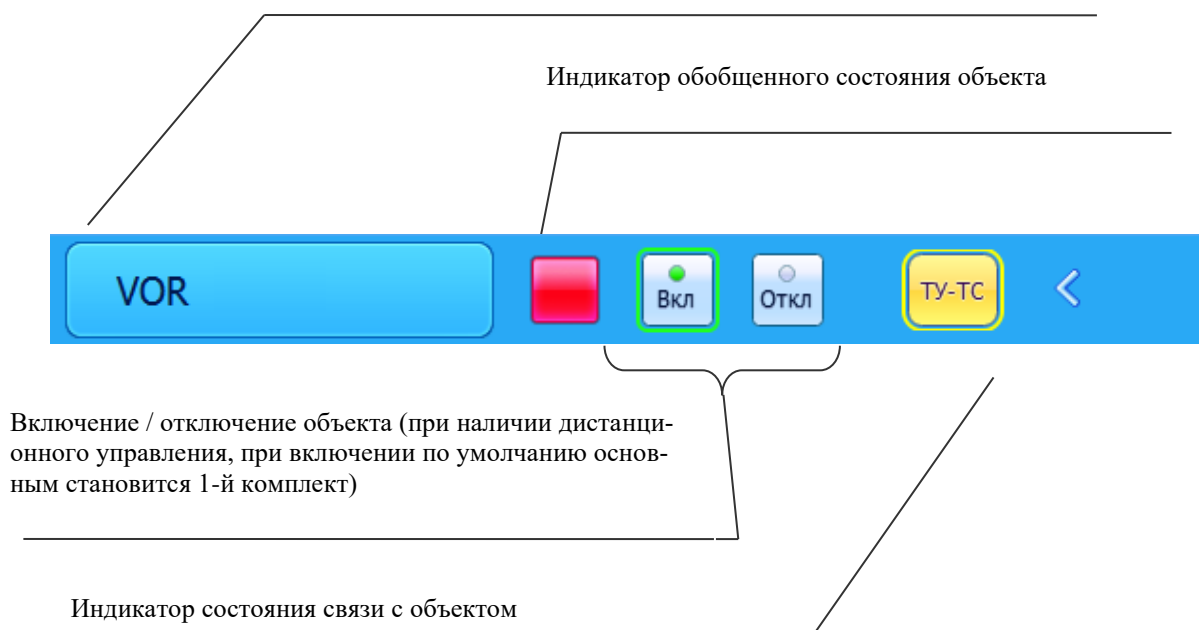 Индикатор обобщенного состояния объекта
VOR
Вкл
Откл
ТУ-ТС
Включение / отключение объекта (при наличии дистанци-
онного управления, при включении по умолчанию основ-
ным становится 1-й комплект)
Индикатор состояния связи с объектом